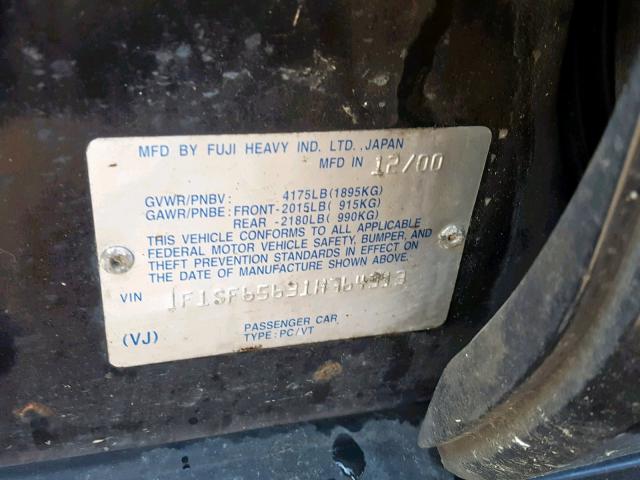 MFD BY FUJI HEAVY IND. LTD., JAPAN
MFD IN 12/00
GVWR/PNBV : 4175LB(1895KG)
GAWR/PNBE : FRONT-2015LB( 915KG)
REAR -2180LB( 990KG)
THIS VEHICLE CONFORMS TO ALL APPLICABLE
FEDERAL MOTOR VEHICLE SAFETY, BUMPER, AND
THEFT PREVENTION STANDARDS IN EFFECT ON
THE DATE OF MANUFACTURE SHOWN ABOVE.
VIN
(VJ)
PASSENGER CAR
TYPE : PC/VT